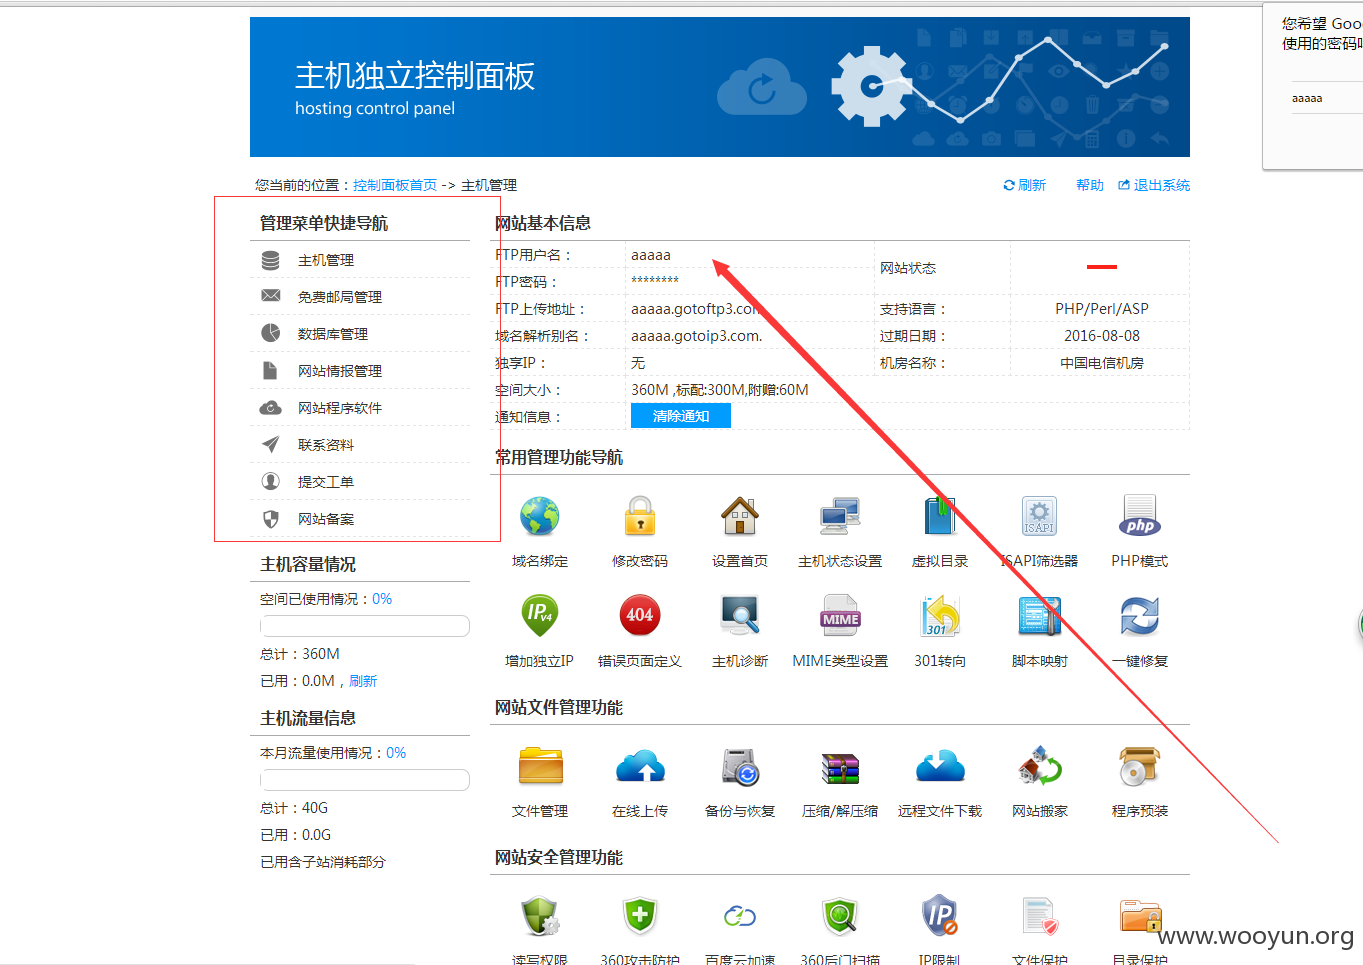 您希望 Goo
使用的密码
aaaaa
主机独立控制面板
hosting control panel
您当前的位置：控制面板首页 -> 主机管理
刷新 帮助 退出系统
管理菜单快捷导航
主机管理
免费邮局管理
数据库管理
网站情报管理
网站程序软件
联系资料
提交工单
网站备案
主机容量情况
空间已使用情况：0%
总计：360M
已用：0.0M，刷新
主机流量信息
本月流量使用情况：0%
总计：40G
已用：0.0G
已用含子站消耗部分
网站基本信息
FTP用户名： aaaaa 网站状态
FTP密码： ********
FTP上传地址： aaaaa.gotoftp3.com 支持语言： PHP/Perl/ASP
域名解析别名： aaaaa.gotoip3.com. 过期日期： 2016-08-08
独享IP： 无 机房名称： 中国电信机房
空间大小： 360M ,标配:300M,附赠:60M
通知信息： 清除通知
常用管理功能导航
ISAPI php
域名绑定 修改密码 设置首页 主机状态设置 虚拟目录 ISAPI筛选器 PHP模式
IPV4 404 MIME 301
增加独立IP 错误页面定义 主机诊断 MIME类型设置 301转向 脚本映射 一键修复
网站文件管理功能
文件管理 在线上传 备份与恢复 压缩/解压缩 远程文件下载 网站搬家 程序预装
网站安全管理功能
IP
读写权限 360攻击防护 百度云加速 360后门扫描 IP限制 文件保护 目录保护
www.wooyun.org